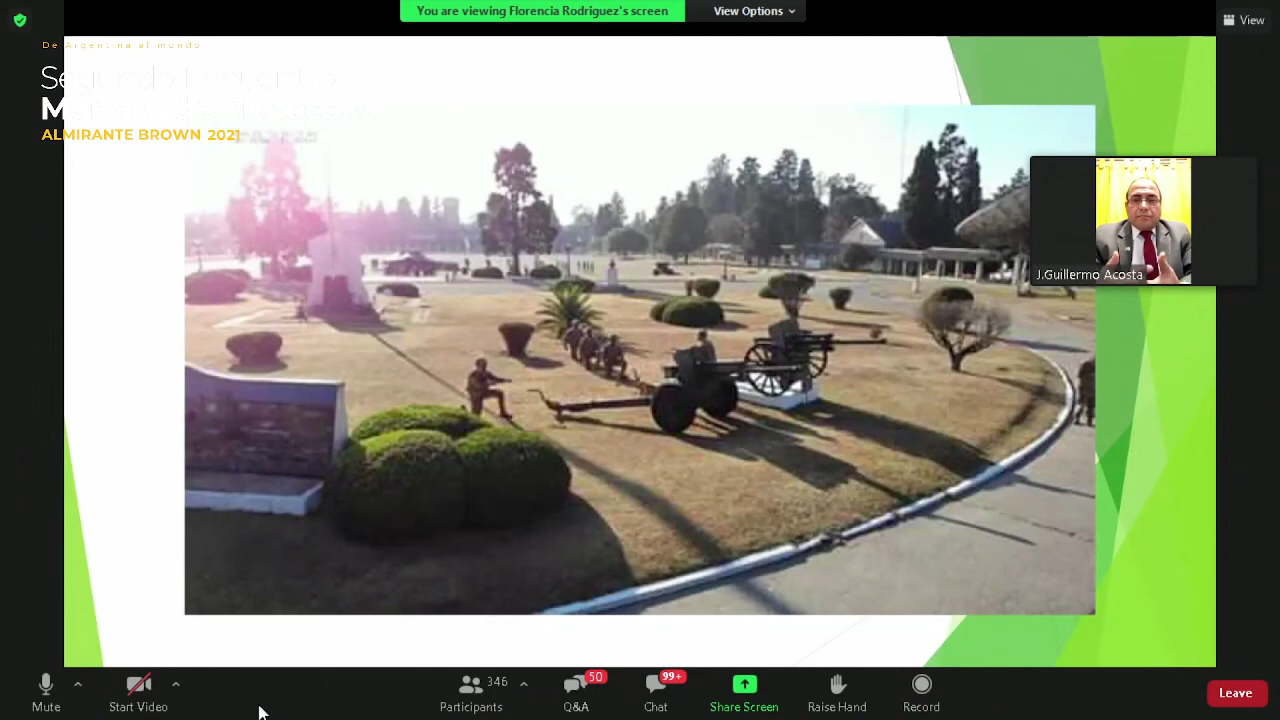 You are viewing Florencia Rodriguez's screen
View Options
View
De Argentina al mundo
Segundo
ALMIRANTE BROWN 2021
J.Guillermo Acosta
Mute
Start Video
346
Participants
50
Q&A
99+
Chat
Share Screen
Raise Hand
Record
Leave